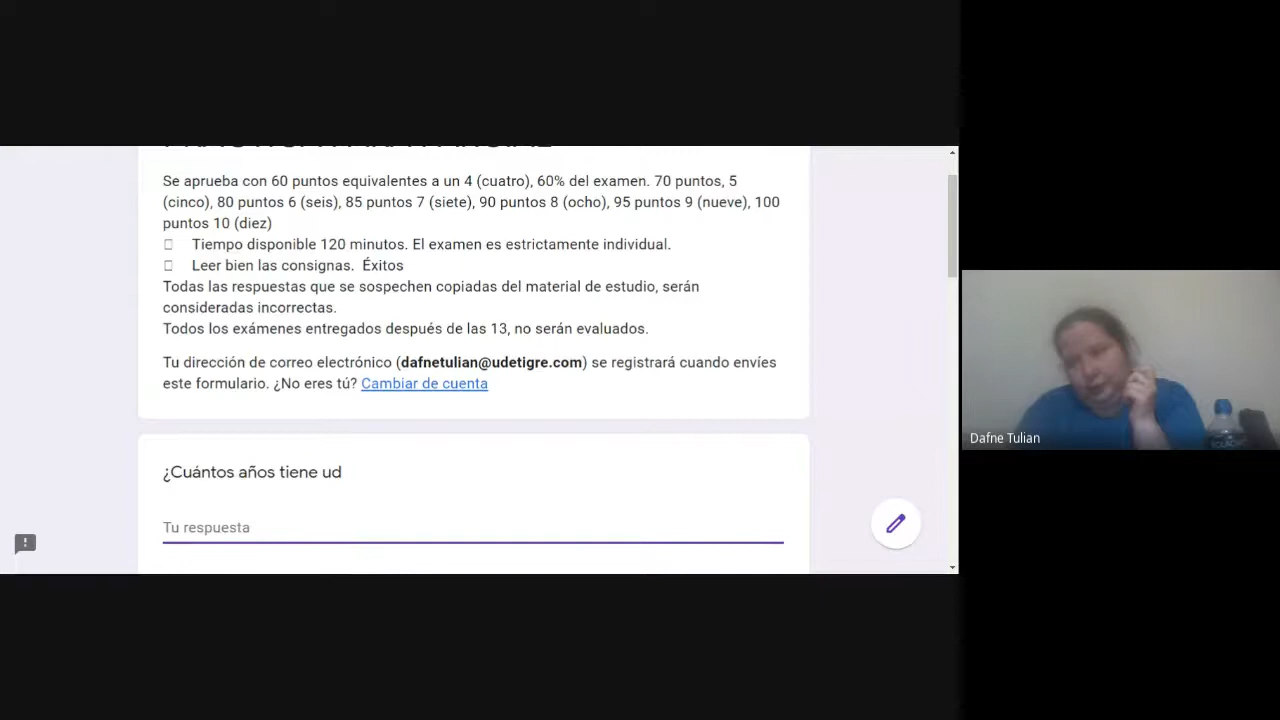 Se aprueba con 60 puntos equivalentes a un 4 (cuatro), 60% del examen. 70 puntos, 5
(cinco), 80 puntos 6 (seis), 85 puntos 7 (siete), 90 puntos 8 (ocho), 95 puntos 9 (nueve), 100
puntos 10 (diez)
Tiempo disponible 120 minutos. El examen es estrictamente individual.
Leer bien las consignas. Éxitos
Todas las respuestas que se sospechen copiadas del material de estudio, serán
consideradas incorrectas.
Todos los exámenes entregados después de las 13, no serán evaluados.
Tu dirección de correo electrónico (dafnetulian@udetigre.com) se registrará cuando envíes
este formulario. ¿No eres tú? Cambiar de cuenta
¿Cuántos años tiene ud
Tu respuesta
Dafne Tulian